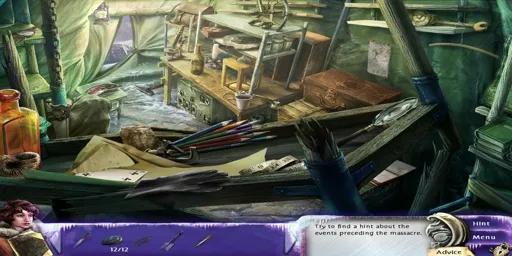 Try to find a hint about the
events preceding the massacre.
Hint
Menu
Advice
12/12